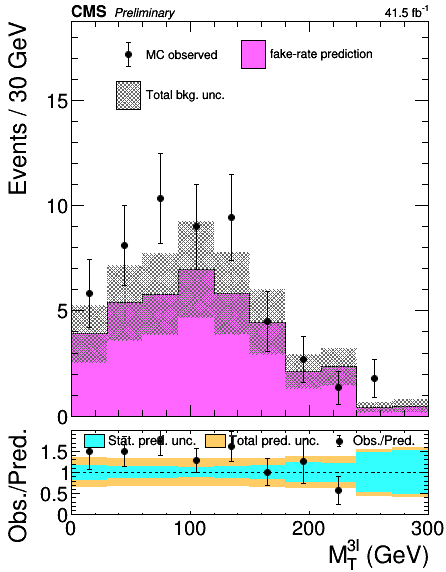 CMS Preliminary 41.5 fb⁻¹
MC observed fake-rate prediction
Total bkg. unc.
Events / 30 GeV
15
10
5
0
Stat. pred. unc. Total pred. unc. Obs./Pred.
Obs./Pred.
1.5
1
0.5
0
0 100 200 300
M_T^{3l} (GeV)